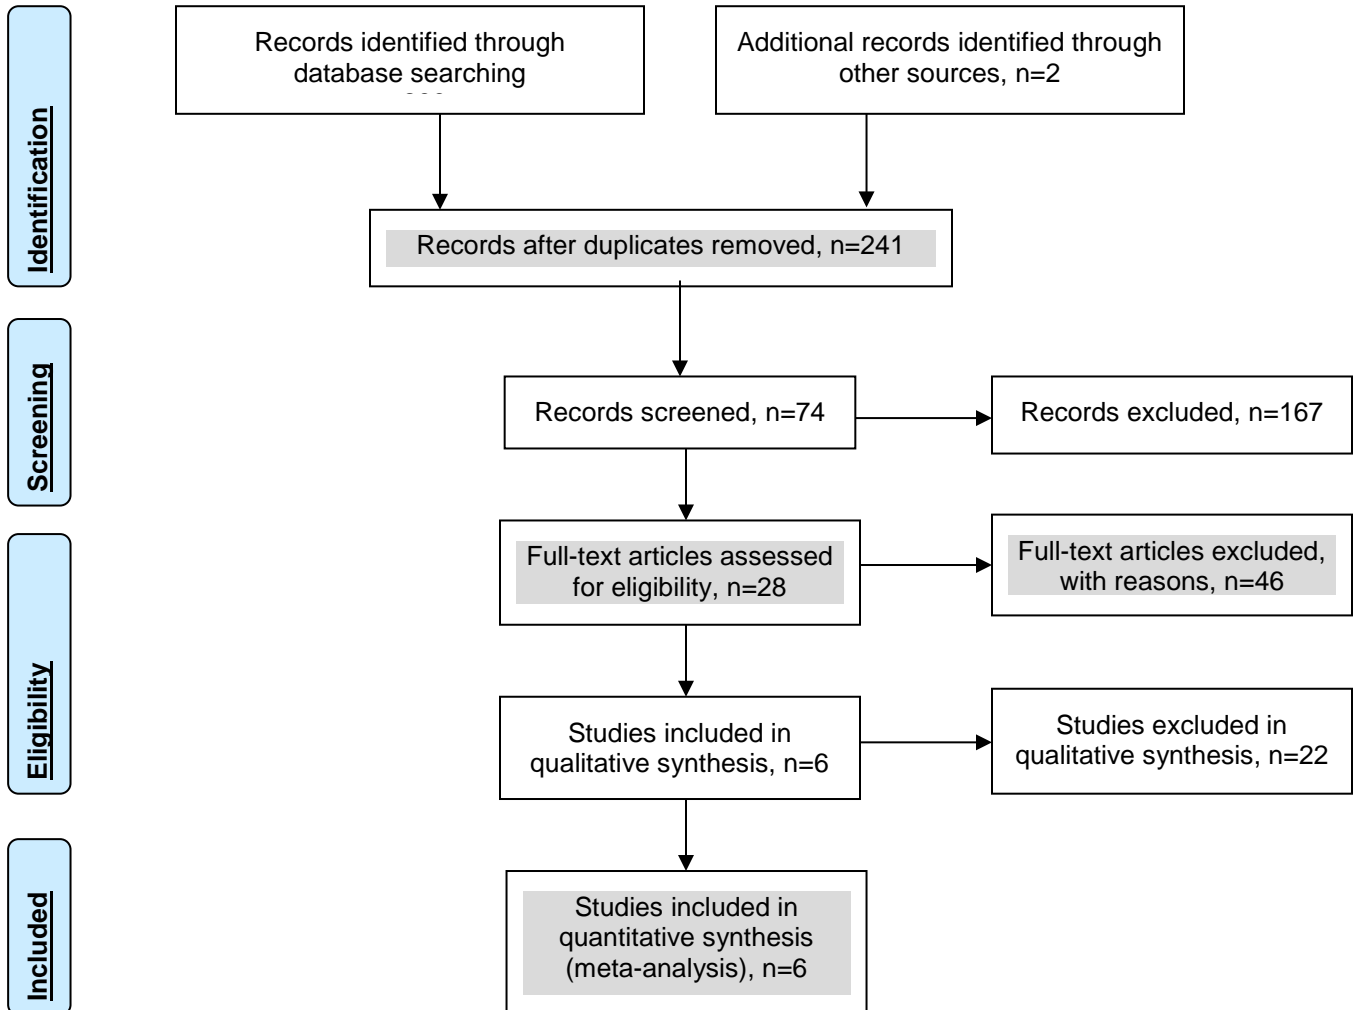 Identification
Records identified through
database searching
Additional records identified through
other sources, n=2
Records after duplicates removed, n=241
Screening
Records screened, n=74
Records excluded, n=167
Eligibility
Full-text articles assessed
for eligibility, n=28
Full-text articles excluded,
with reasons, n=46
Studies included in
qualitative synthesis, n=6
Studies excluded in
qualitative synthesis, n=22
Included
Studies included in
quantitative synthesis
(meta-analysis), n=6